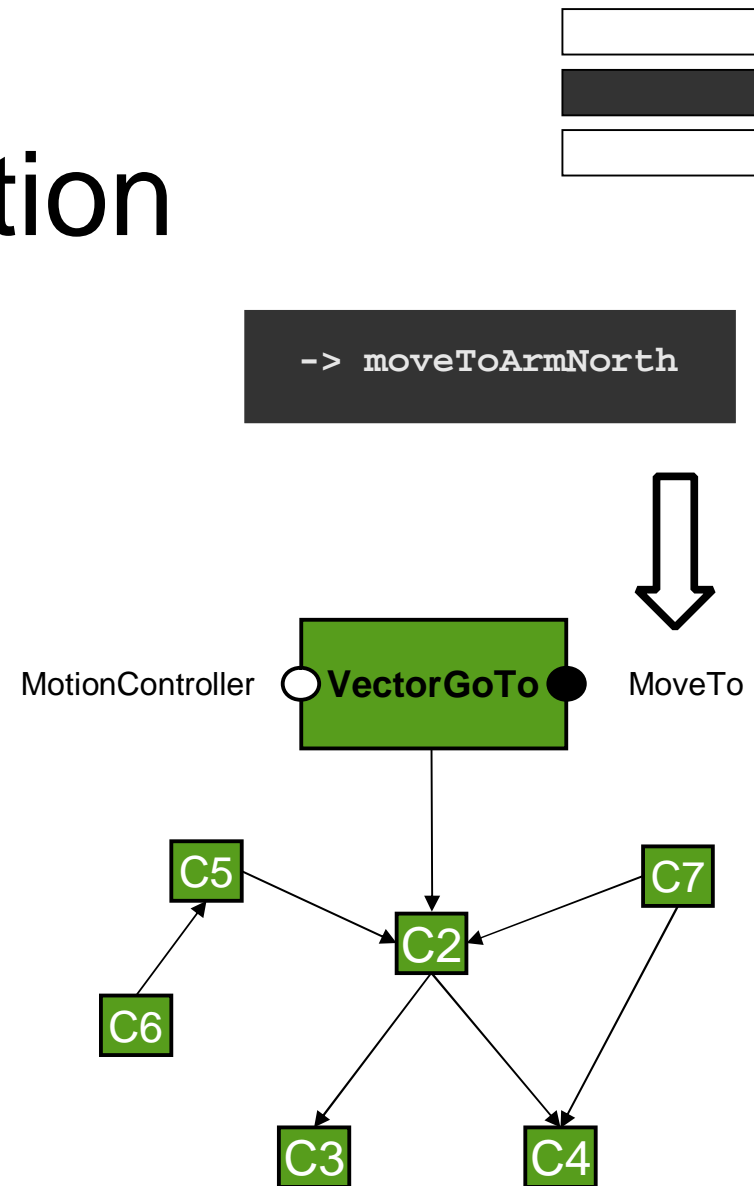 tion
-> moveToArmNorth
MotionController VectorGoTo MoveTo
C5 C7
C2
C6
C3 C4